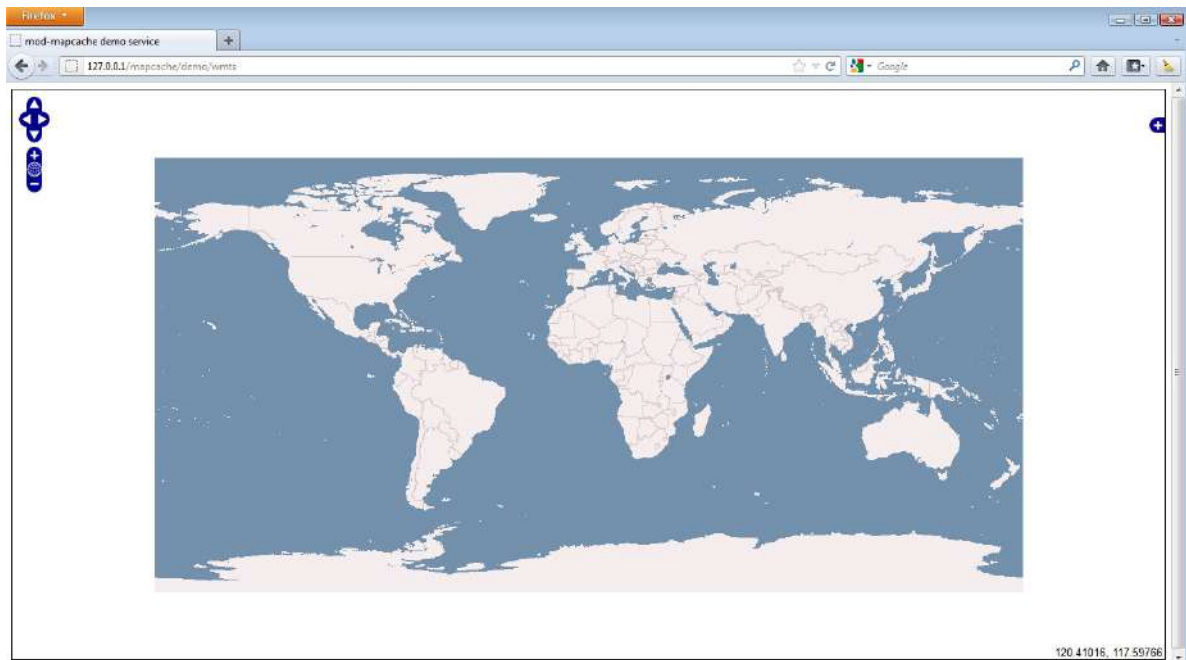 Firefox
mod-mapcache demo service
127.0.0.1/mapcache/demo/wmts
Google
120.41016, 117.59766